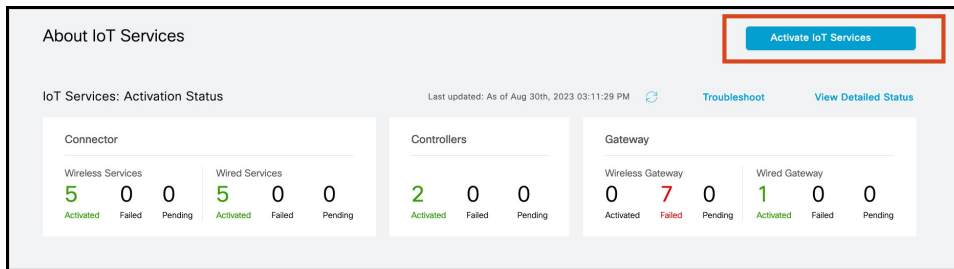 About IoT Services
Activate IoT Services
IoT Services: Activation Status
Last updated: As of Aug 30th, 2023 03:11:29 PM
Troubleshoot
View Detailed Status
Connector
Controllers
Gateway
Wireless Services
Wired Services
Wireless Gateway
Wired Gateway
5 0 0 5 0 0 2 0 0 0 7 0 1 0 0
Activated Failed Pending Activated Failed Pending Activated Failed Pending Activated Failed Pending Activated Failed Pending